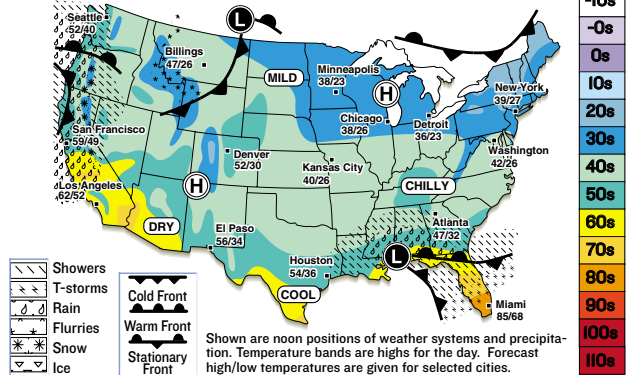 Seattle
52/40
L
Billings
47/26
MILD
Minneapolis
38/23
H
New York
39/27
Chicago
38/26
Detroit
36/23
San Francisco
59/49
Denver
52/30
Kansas City
40/26
Washington
42/26
Los Angeles
62/52
H
CHILLY
DRY
El Paso
56/34
Atlanta
47/32
Houston
54/36
L
COOL
Miami
85/68
-10s
-0s
0s
10s
20s
30s
40s
50s
60s
70s
80s
90s
100s
110s
Showers
T-storms
Rain
Flurries
Snow
Ice
Cold Front
Warm Front
Stationary
Front
Shown are noon positions of weather systems and precipita-
tion. Temperature bands are highs for the day. Forecast
high/low temperatures are given for selected cities.